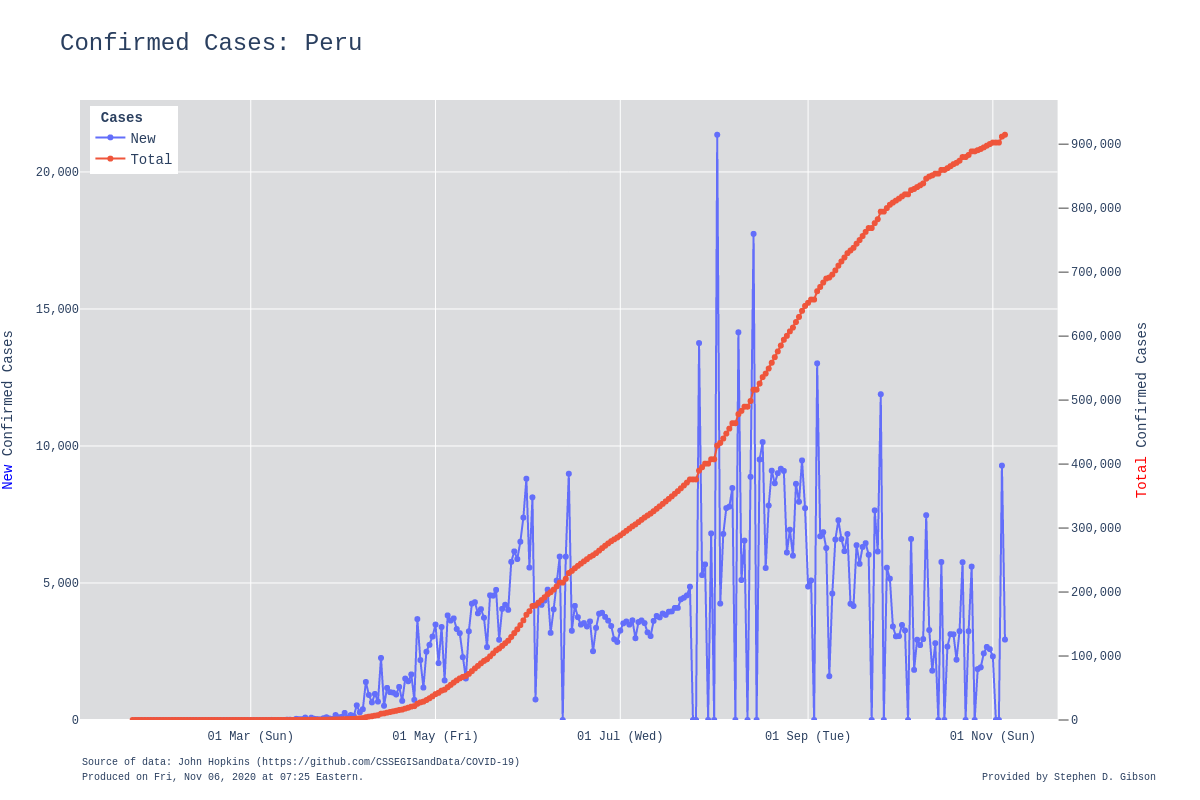 Confirmed Cases: Peru
Cases
New
Total
20,000
15,000
10,000
5,000
0
New Confirmed Cases
900,000
800,000
700,000
600,000
500,000
400,000
300,000
200,000
100,000
0
Total Confirmed Cases
01 Mar (Sun)
01 May (Fri)
01 Jul (Wed)
01 Sep (Tue)
01 Nov (Sun)
Source of data: John Hopkins (https://github.com/CSSEGISandData/COVID-19)
Produced on Fri, Nov 06, 2020 at 07:25 Eastern.
Provided by Stephen D. Gibson